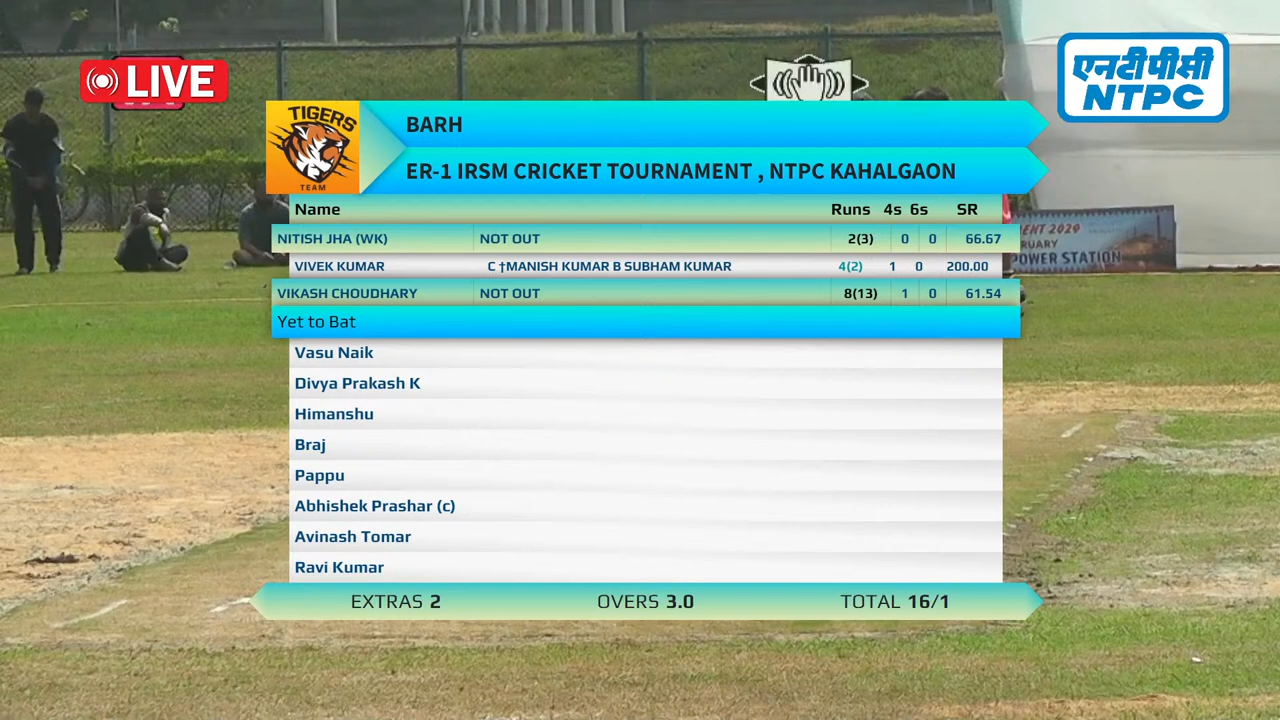 LIVE
एनटीपीसी
NTPC
TIGERS
TEAM
BARH
ER-1 IRSM CRICKET TOURNAMENT , NTPC KAHALGAON
Name Runs 4s 6s SR
NITISH JHA (WK) NOT OUT 2(3) 0 0 66.67
VIVEK KUMAR C †MANISH KUMAR B SUBHAM KUMAR 4(2) 1 0 200.00
VIKASH CHOUDHARY NOT OUT 8(13) 1 0 61.54
Yet to Bat
Vasu Naik
Divya Prakash K
Himanshu
Braj
Pappu
Abhishek Prashar (c)
Avinash Tomar
Ravi Kumar
EXTRAS 2 OVERS 3.0 TOTAL 16/1
POWER STATION